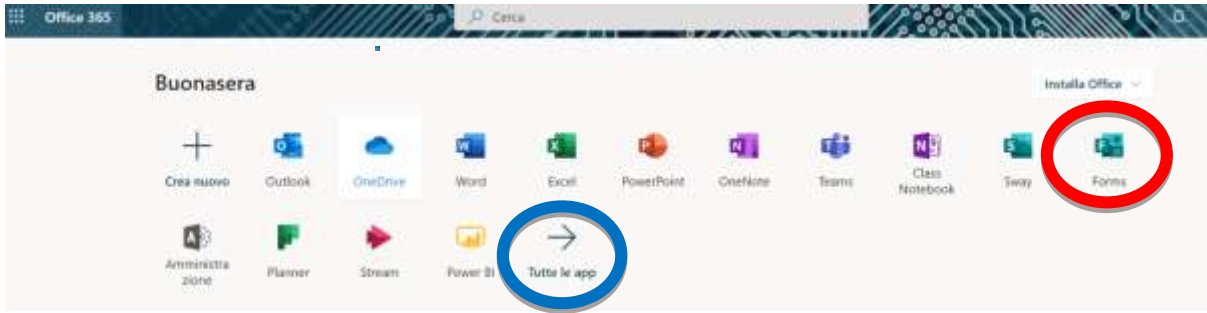 Office 365
Cerca
Buonasera
Installa Office
Crea nuovo
Outlook
OneDrive
Word
Excel
PowerPoint
OneNote
Teams
Class
Notebook
Sway
Forms
Amministra
zione
Planner
Stream
Power BI
Tutte le app